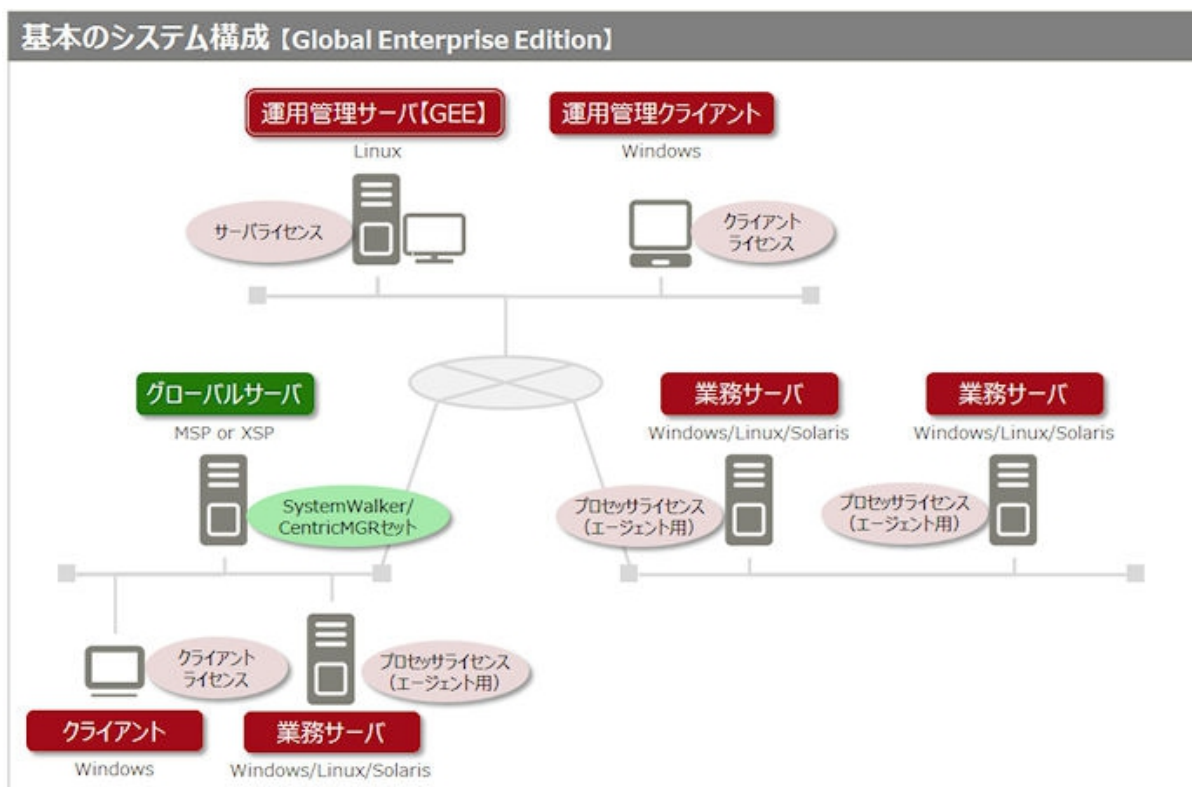 基本のシステム構成【Global Enterprise Edition】
運用管理サーバ【GEE】
運用管理クライアント
Linux
Windows
サーバライセンス
クライアント
ライセンス
グローバルサーバ
業務サーバ
業務サーバ
MSP or XSP
Windows/Linux/Solaris
Windows/Linux/Solaris
SystemWalker/
CentricMGRセット
プロセッサライセンス
（エージェント用）
プロセッサライセンス
（エージェント用）
クライアント
ライセンス
プロセッサライセンス
（エージェント用）
クライアント
業務サーバ
Windows
Windows/Linux/Solaris